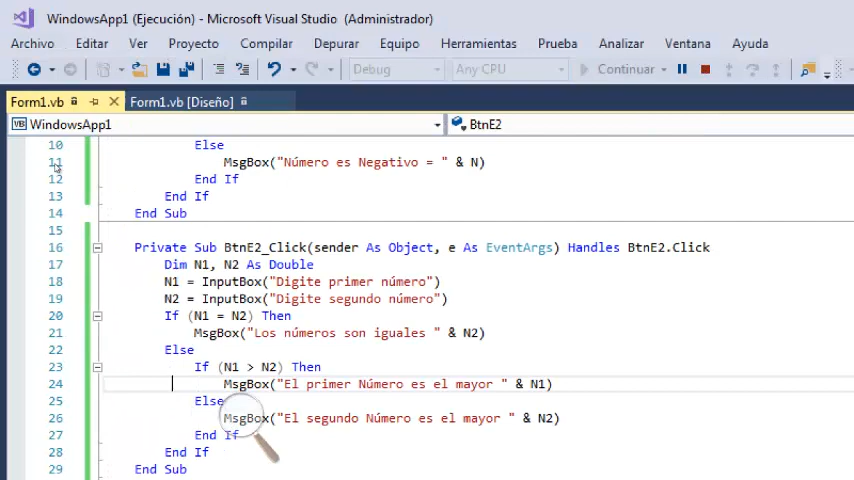 WindowsApp1 (Ejecución) - Microsoft Visual Studio (Administrador)
Archivo Editar Ver Proyecto Compilar Depurar Equipo Herramientas Prueba Analizar Ventana Ayuda
Debug Any CPU Continuar
Form1.vb Form1.vb [Diseño]
VB WindowsApp1 BtnE2
10 Else
11 MsgBox("Número es Negativo = " & N)
12 End If
13 End If
14 End Sub
15
16 Private Sub BtnE2_Click(sender As Object, e As EventArgs) Handles BtnE2.Click
17 Dim N1, N2 As Double
18 N1 = InputBox("Digite primer número")
19 N2 = InputBox("Digite segundo número")
20 If (N1 = N2) Then
21 MsgBox("Los números son iguales " & N2)
22 Else
23 If (N1 > N2) Then
24 MsgBox("El primer Número es el mayor " & N1)
25 Else
26 MsgBox("El segundo Número es el mayor " & N2)
27 End If
28 End If
29 End Sub